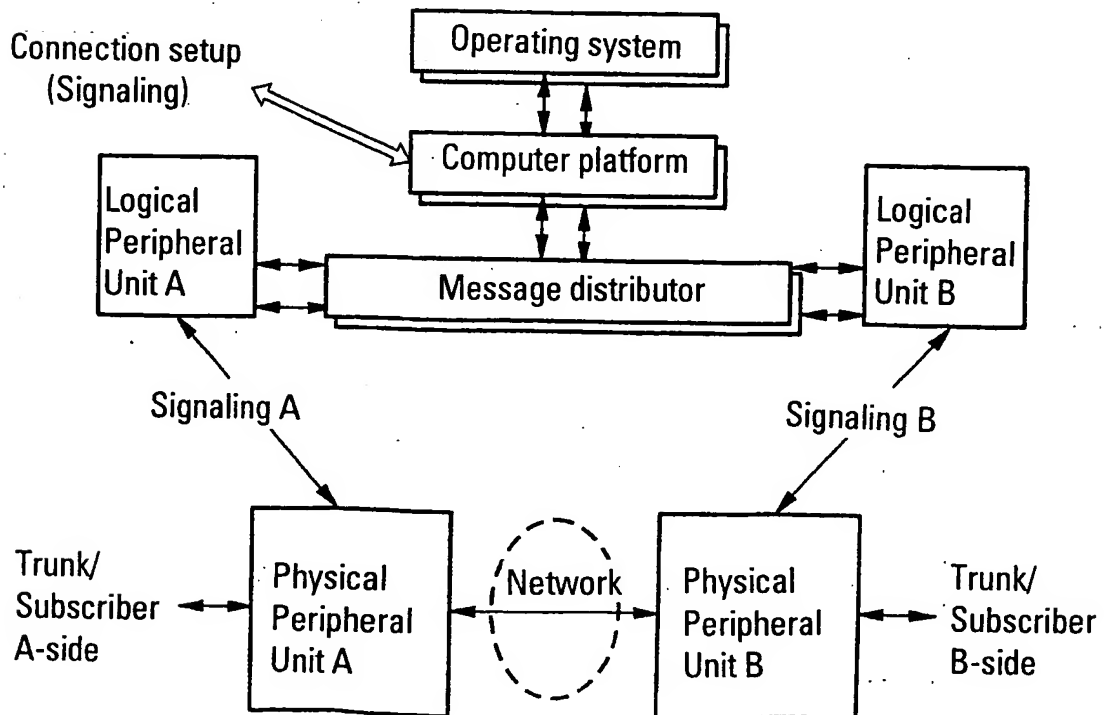 Operating system
Connection setup
(Signaling)
Computer platform
Logical
Peripheral
Unit A
Logical
Peripheral
Unit B
Message distributor
Signaling A
Signaling B
Trunk/
Subscriber
A-side
Physical
Peripheral
Unit A
Network
Physical
Peripheral
Unit B
Trunk/
Subscriber
B-side